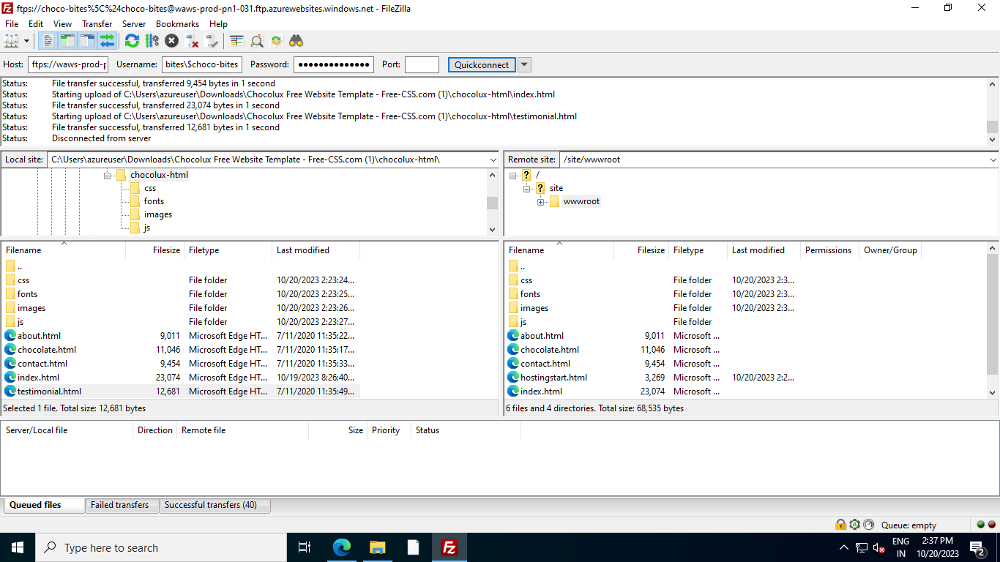 ftps://choco-bites%5C%24choco-bites@waws-prod-pn1-031.ftp.azurewebsites.windows.net - FileZilla
File Edit View Transfer Server Bookmarks Help
Host: ftps://waws-prod-p Username: bites\$choco-bites Password: ●●●●●●●●●●●●●● Port: Quickconnect
Status: File transfer successful, transferred 9,454 bytes in 1 second
Status: Starting upload of C:\Users\azureuser\Downloads\Chocolux Free Website Template - Free-CSS.com (1)\chocolux-html\index.html
Status: File transfer successful, transferred 23,074 bytes in 1 second
Status: Starting upload of C:\Users\azureuser\Downloads\Chocolux Free Website Template - Free-CSS.com (1)\chocolux-html\testimonial.html
Status: File transfer successful, transferred 12,681 bytes in 1 second
Status: Disconnected from server
Local site: C:\Users\azureuser\Downloads\Chocolux Free Website Template - Free-CSS.com (1)\chocolux-html\
chocolux-html
css
fonts
images
js
Filename Filesize Filetype Last modified
..
css File folder 10/20/2023 2:23:24...
fonts File folder 10/20/2023 2:23:25...
images File folder 10/20/2023 2:23:26...
js File folder 10/20/2023 2:23:27...
about.html 9,011 Microsoft Edge HT... 7/11/2020 11:35:22...
chocolate.html 11,046 Microsoft Edge HT... 7/11/2020 11:35:17...
contact.html 9,454 Microsoft Edge HT... 7/11/2020 11:35:33...
index.html 23,074 Microsoft Edge HT... 10/19/2023 8:26:40...
testimonial.html 12,681 Microsoft Edge HT... 7/11/2020 11:35:49...
Selected 1 file. Total size: 12,681 bytes
Remote site: /site/wwwroot
? /
? site
wwwroot
Filename Filesize Filetype Last modified Permissions Owner/Group
..
css File folder 10/20/2023 2:3...
fonts File folder 10/20/2023 2:3...
images File folder 10/20/2023 2:3...
js File folder
about.html 9,011 Microsoft ...
chocolate.html 11,046 Microsoft ...
contact.html 9,454 Microsoft ...
hostingstart.html 3,269 Microsoft ... 10/20/2023 2:2...
index.html 23,074 Microsoft ...
6 files and 4 directories. Total size: 68,535 bytes
Server/Local file Direction Remote file Size Priority Status
Queued files Failed transfers Successful transfers (40)
Queue: empty
Type here to search
ENG
IN
2:37 PM
10/20/2023
2